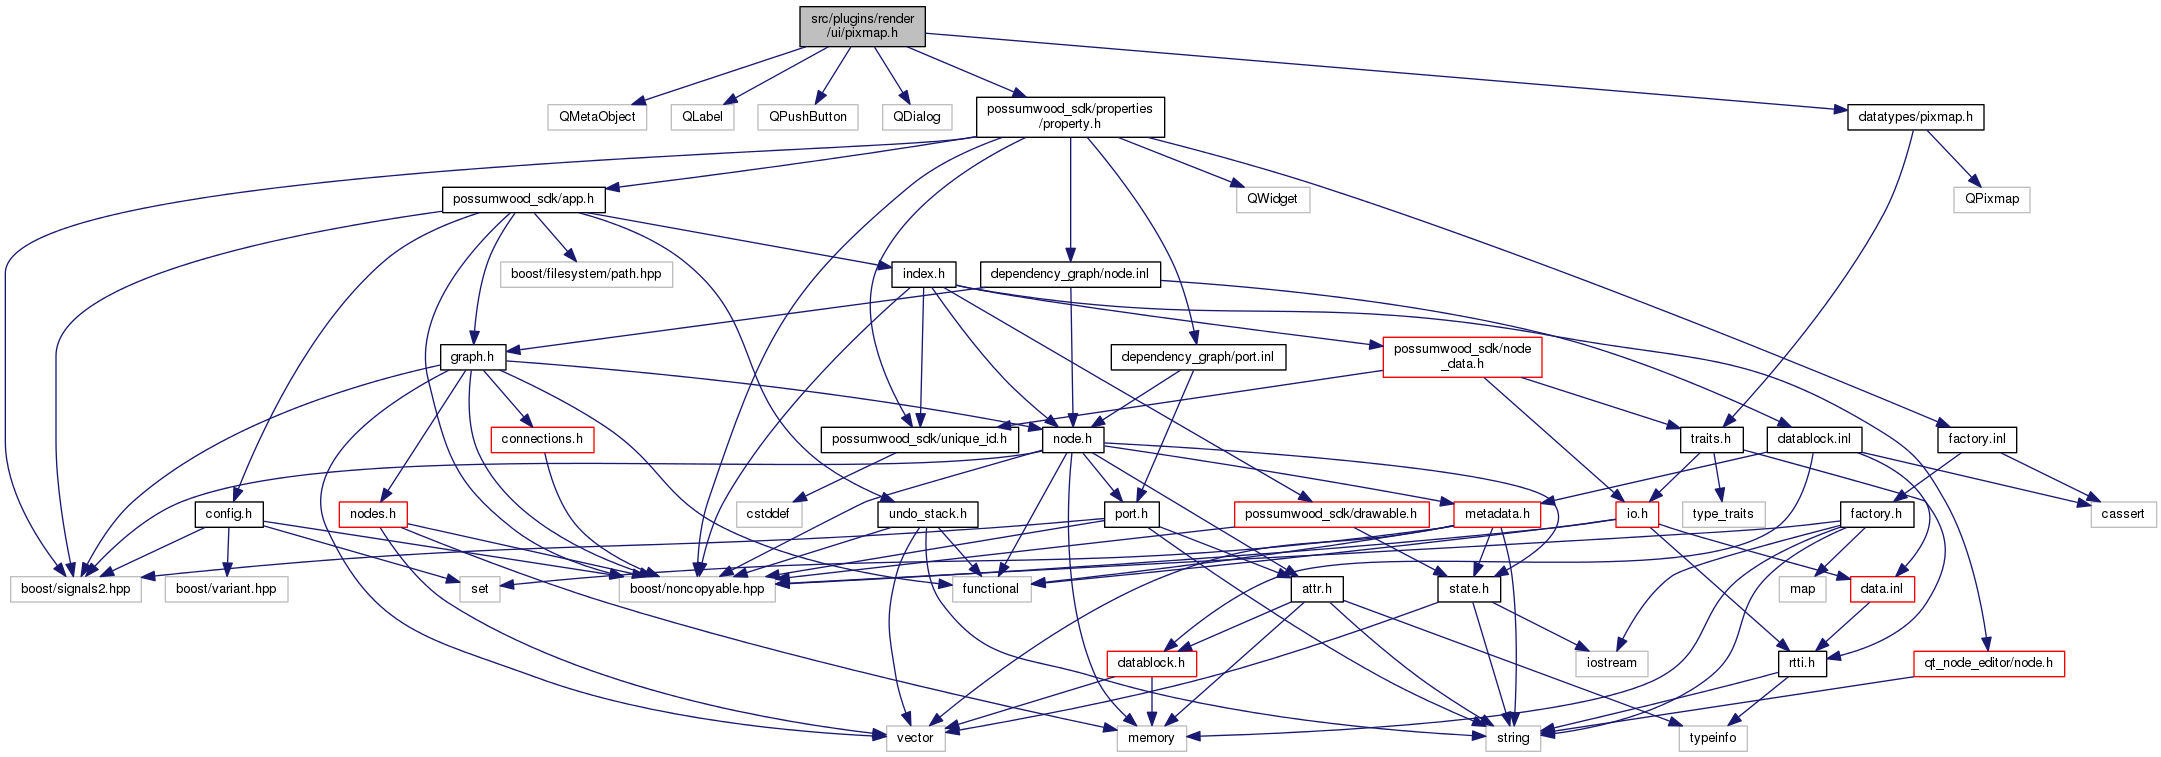 src/plugins/render
/ui/pixmap.h
QMetaObject
QLabel
QPushButton
QDialog
possumwood_sdk/properties
/property.h
datatypes/pixmap.h
possumwood_sdk/app.h
QWidget
QPixmap
boost/filesystem/path.hpp
index.h
dependency_graph/node.inl
graph.h
dependency_graph/port.inl
possumwood_sdk/node
_data.h
connections.h
possumwood_sdk/unique_id.h
node.h
traits.h
datablock.inl
factory.inl
config.h
nodes.h
cstddef
undo_stack.h
port.h
possumwood_sdk/drawable.h
metadata.h
io.h
type_traits
factory.h
cassert
boost/signals2.hpp
boost/variant.hpp
set
boost/noncopyable.hpp
functional
attr.h
state.h
map
data.inl
datablock.h
iostream
rtti.h
qt_node_editor/node.h
vector
memory
string
typeinfo